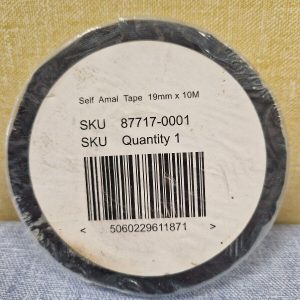 Self Amal Tape 19mm x 10M
SKU 87717-0001
SKU Quantity 1
< 5060229611871 >